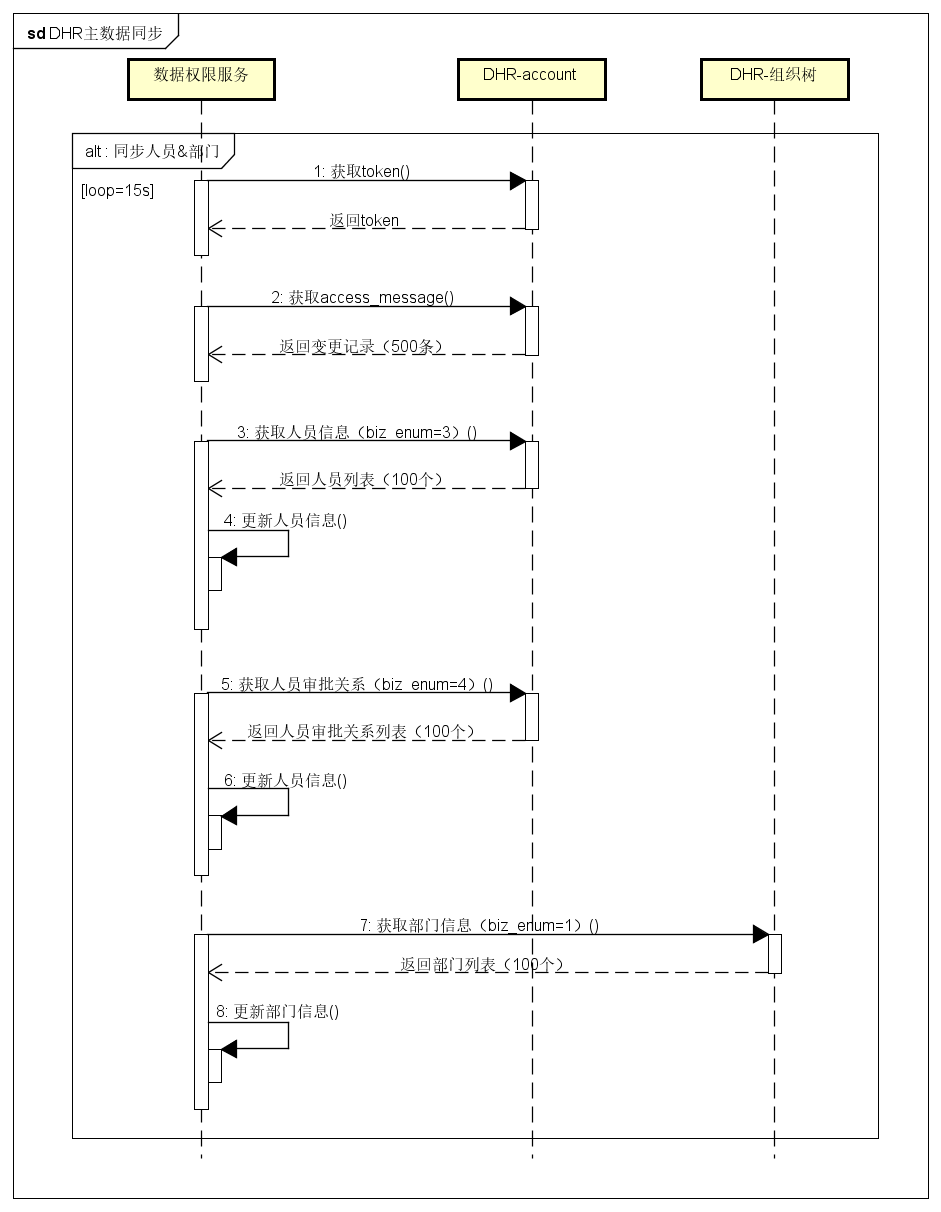 sd DHR主数据同步
数据权限服务
DHR-account
DHR-组织树
alt : 同步人员&部门
[loop=15s]
1: 获取token()
返回token
2: 获取access_message()
返回变更记录（500条）
3: 获取人员信息（biz_enum=3）()
返回人员列表（100个）
4: 更新人员信息()
5: 获取人员审批关系（biz_enum=4）()
返回人员审批关系列表（100个）
6: 更新人员信息()
7: 获取部门信息（biz_enum=1）()
返回部门列表（100个）
8: 更新部门信息()